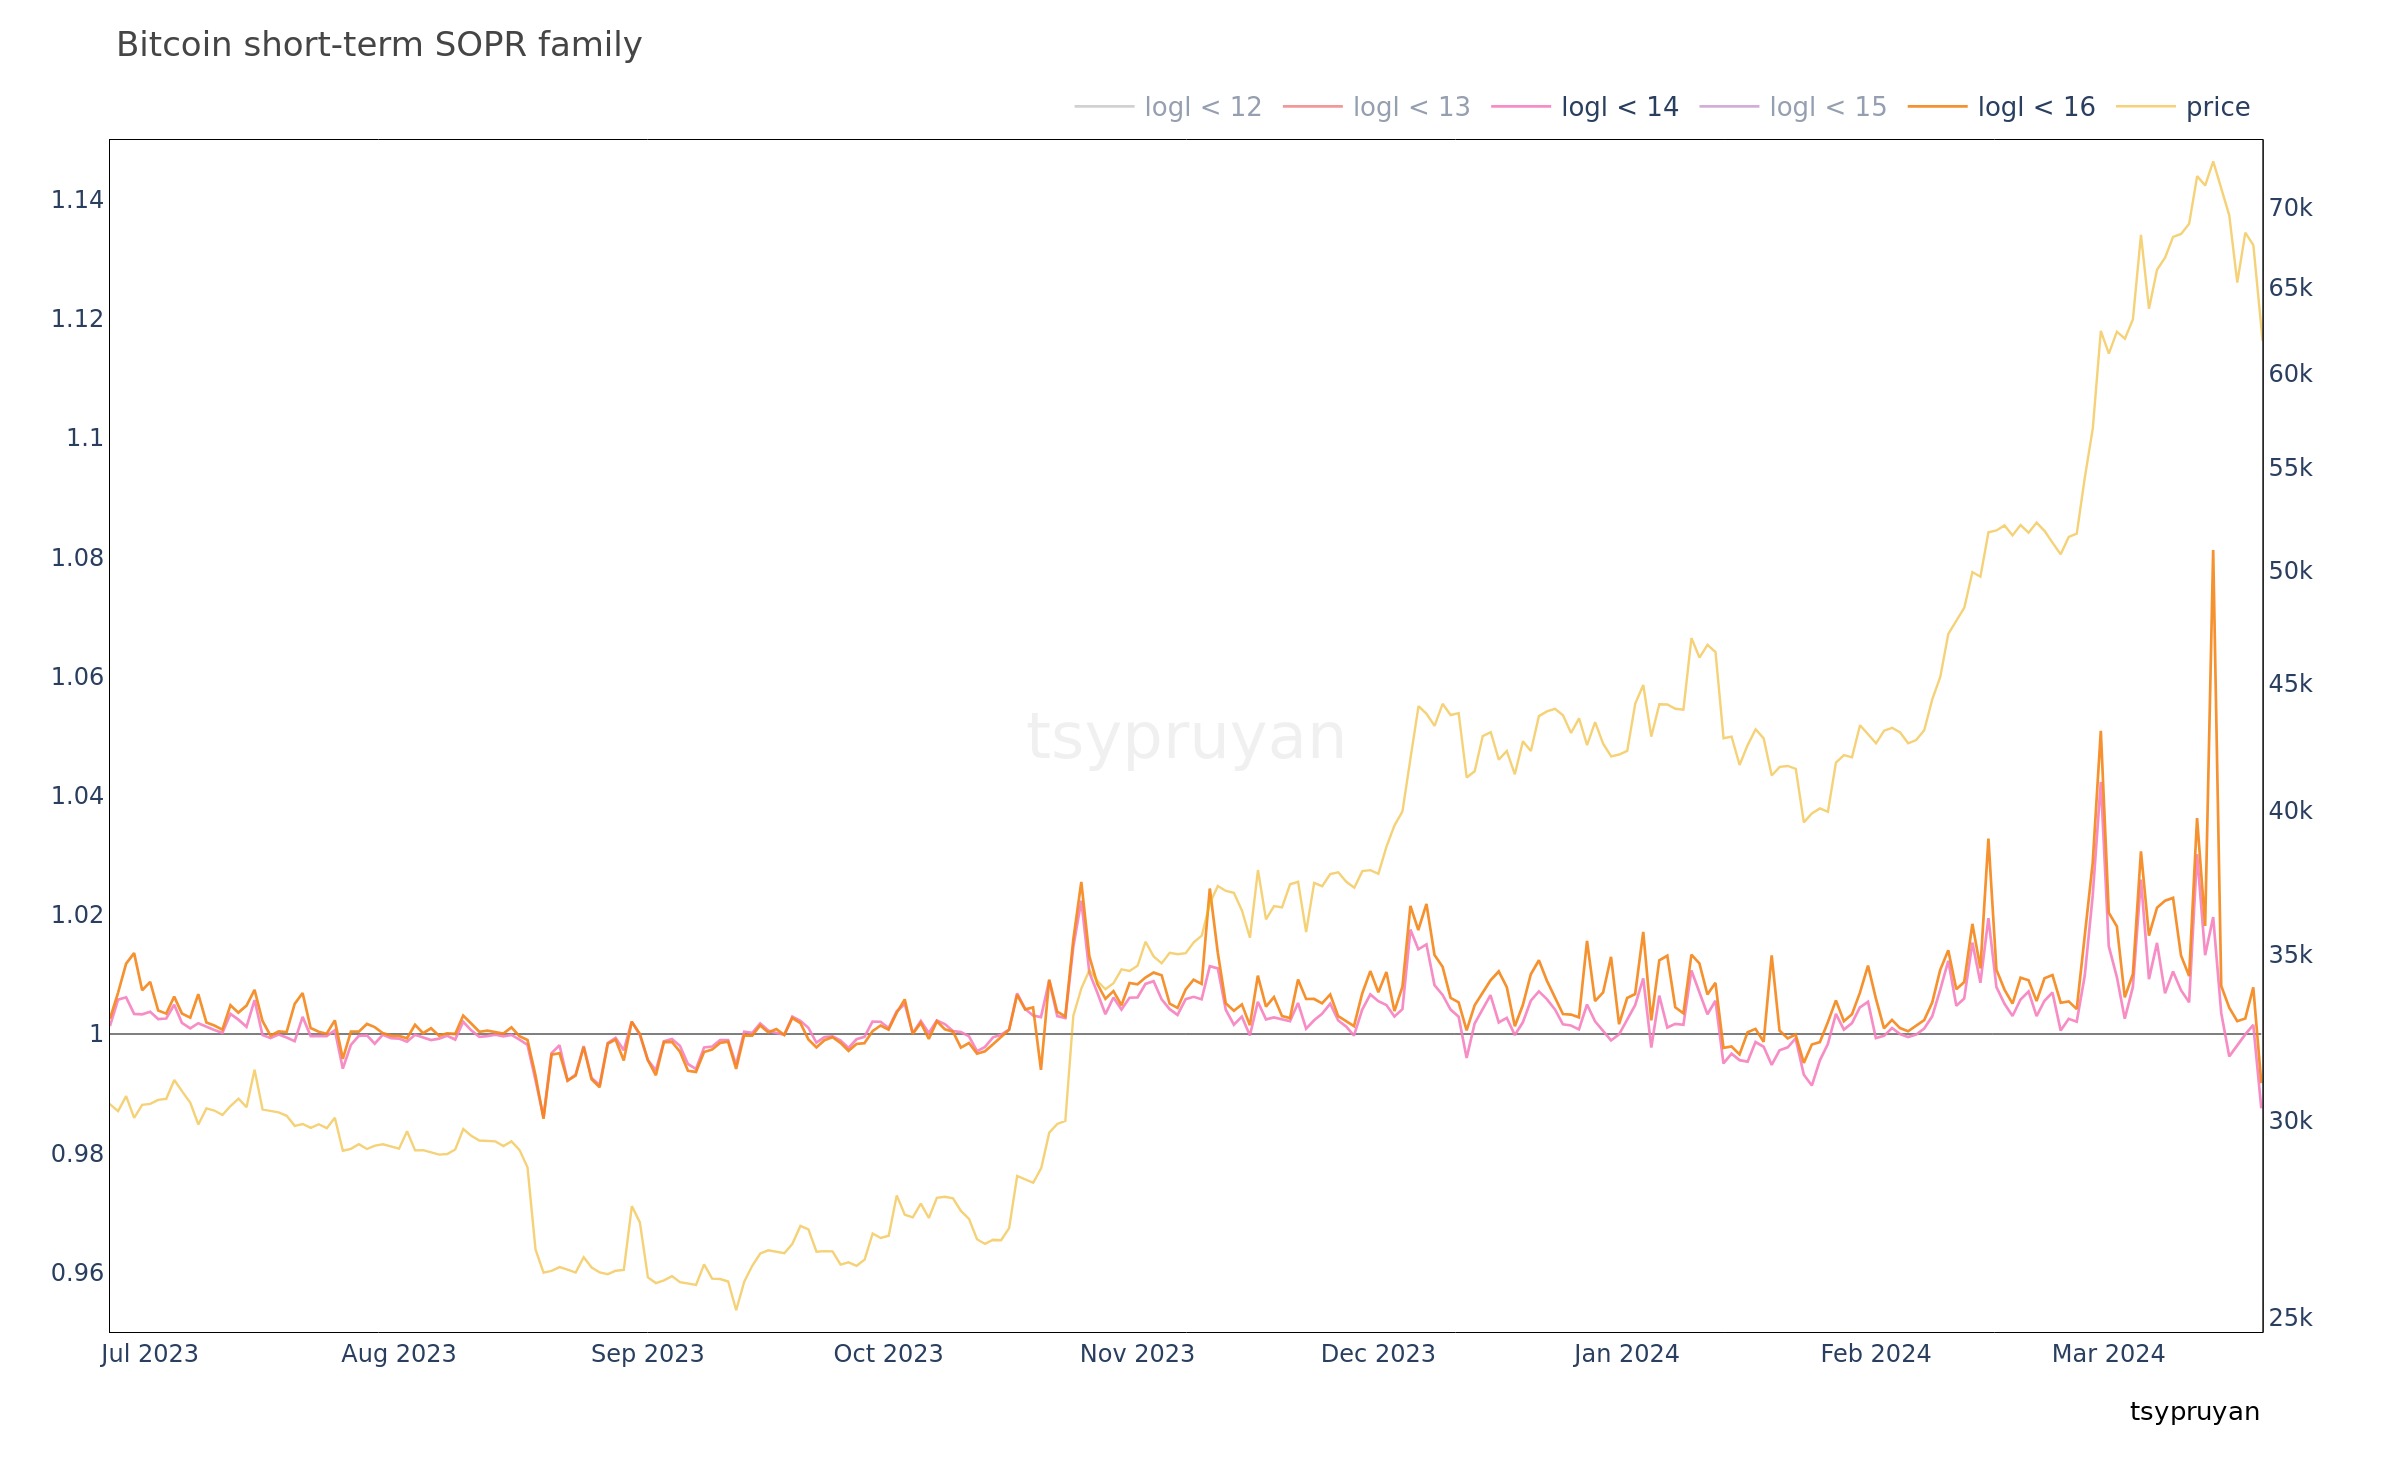 Bitcoin short-term SOPR family
logl < 12 logl < 13 logl < 14 logl < 15 logl < 16 price
1.14
1.12
1.1
1.08
1.06
1.04
1.02
1
0.98
0.96
70k
65k
60k
55k
50k
45k
40k
35k
30k
25k
tsypruyan
Jul 2023 Aug 2023 Sep 2023 Oct 2023 Nov 2023 Dec 2023 Jan 2024 Feb 2024 Mar 2024
tsypruyan